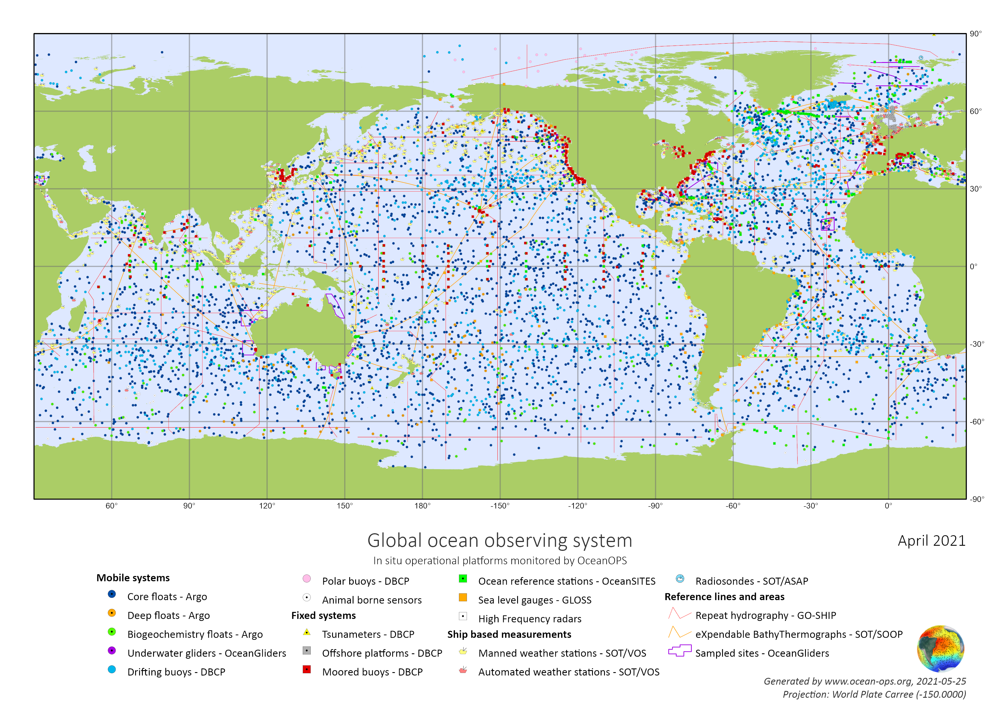 90°
60°
30°
0°
-30°
-60°
-90°
60° 90° 120° 150° 180° -150° -120° -90° -60° -30° 0°
Global ocean observing system
April 2021
In situ operational platforms monitored by OceanOPS
Mobile systems
Core floats - Argo
Deep floats - Argo
Biogeochemistry floats - Argo
Underwater gliders - OceanGliders
Drifting buoys - DBCP
Polar buoys - DBCP
Animal borne sensors
Fixed systems
Tsunameters - DBCP
Offshore platforms - DBCP
Moored buoys - DBCP
Ocean reference stations - OceanSITES
Sea level gauges - GLOSS
High Frequency radars
Ship based measurements
Manned weather stations - SOT/VOS
Automated weather stations - SOT/VOS
Radiosondes - SOT/ASAP
Reference lines and areas
Repeat hydrography - GO-SHIP
eXpendable BathyThermographs - SOT/SOOP
Sampled sites - OceanGliders
Generated by www.ocean-ops.org, 2021-05-25
Projection: World Plate Carree (-150.0000)